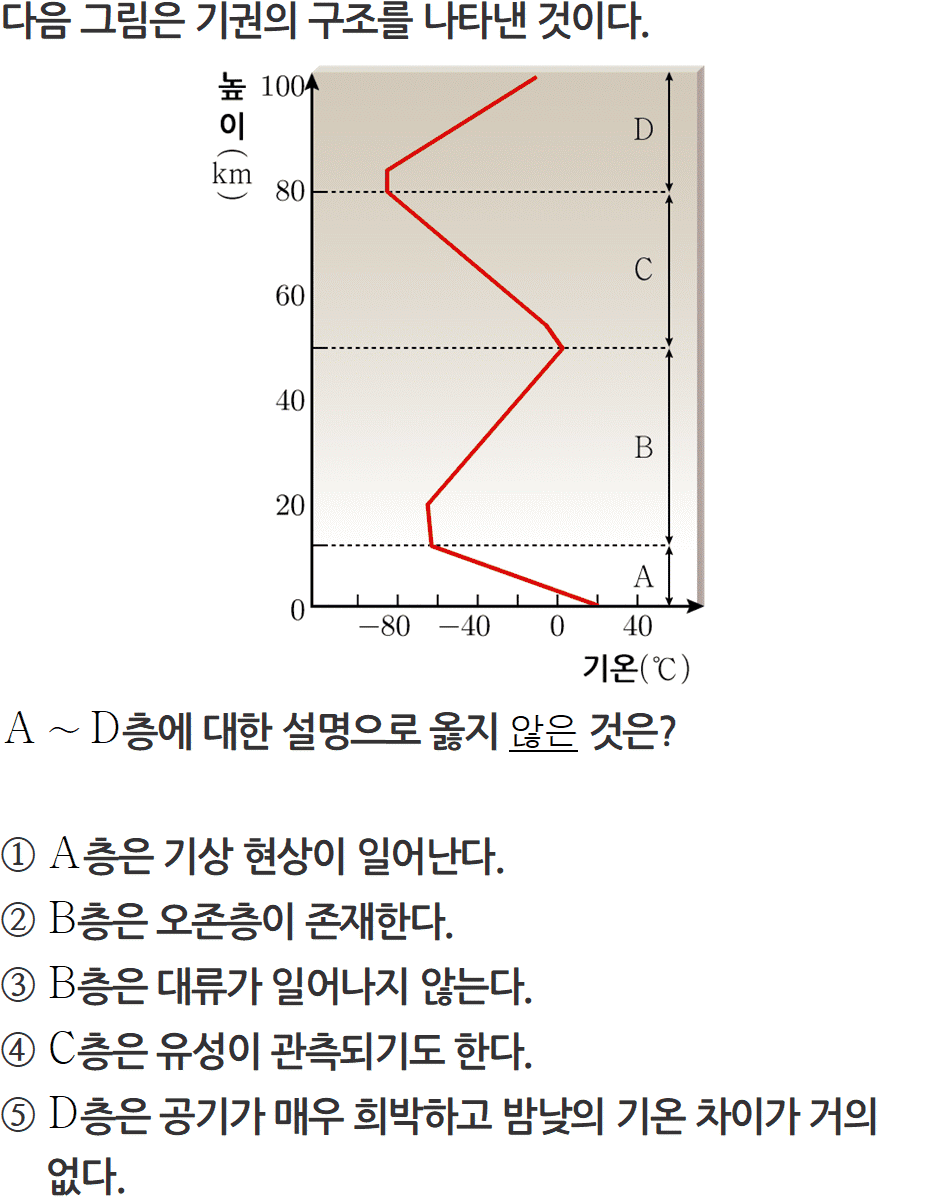 다음 그림은 기권의 구조를 나타낸 것이다.
높이(km)
100
80
60
40
20
0
D
C
B
A
−80 −40 0 40
기온(℃)
A ~ D층에 대한 설명으로 옳지 않은 것은?
① A층은 기상 현상이 일어난다.
② B층은 오존층이 존재한다.
③ B층은 대류가 일어나지 않는다.
④ C층은 유성이 관측되기도 한다.
⑤ D층은 공기가 매우 희박하고 밤낮의 기온 차이가 거의
없다.